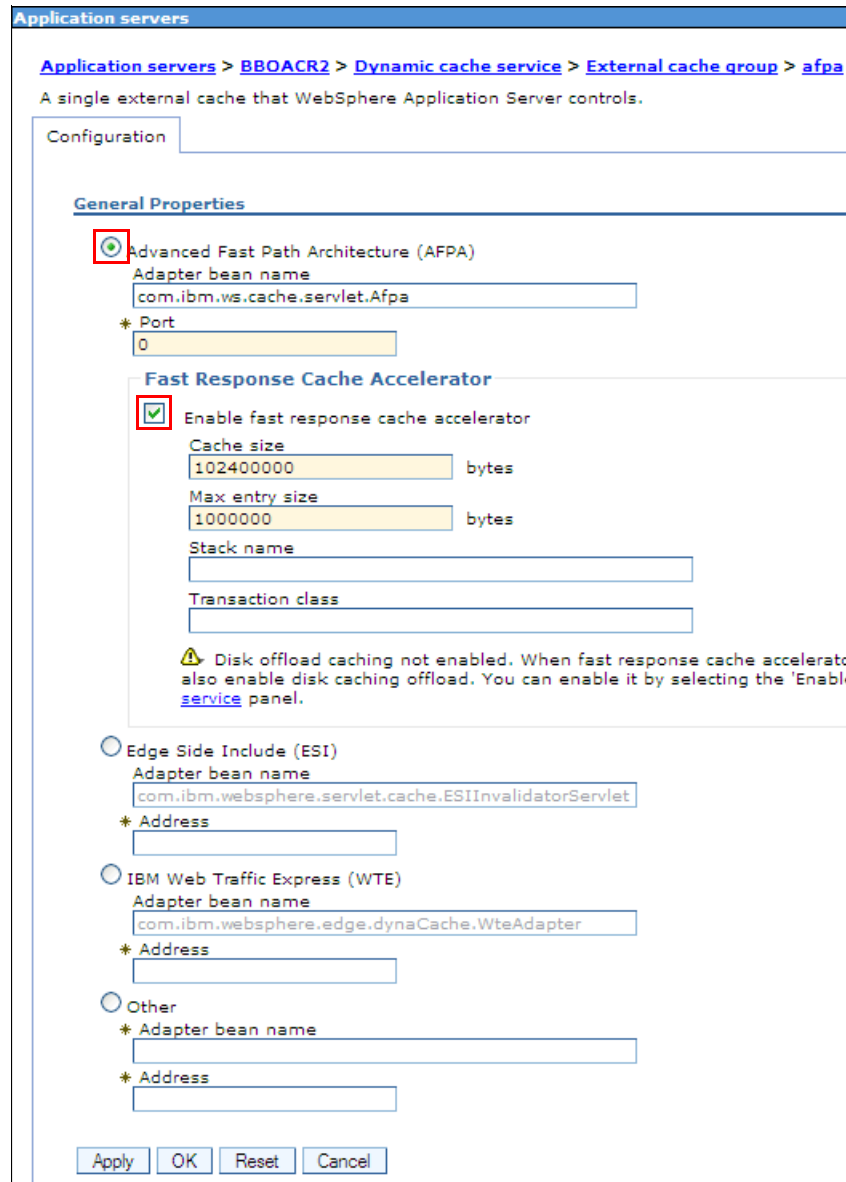 Application servers
Application servers > BBOACR2 > Dynamic cache service > External cache group > afpa
A single external cache that WebSphere Application Server controls.
Configuration
General Properties
Advanced Fast Path Architecture (AFPA)
Adapter bean name
com.ibm.ws.cache.servlet.Afpa
* Port
0
Fast Response Cache Accelerator
Enable fast response cache accelerator
Cache size
102400000 bytes
Max entry size
1000000 bytes
Stack name
Transaction class
Disk offload caching not enabled. When fast response cache accelerato
also enable disk caching offload. You can enable it by selecting the 'Enabl
service panel.
Edge Side Include (ESI)
Adapter bean name
com.ibm.websphere.servlet.cache.ESIInvalidatorServlet
* Address
IBM Web Traffic Express (WTE)
Adapter bean name
com.ibm.websphere.edge.dynaCache.WteAdapter
* Address
Other
* Adapter bean name
* Address
Apply OK Reset Cancel